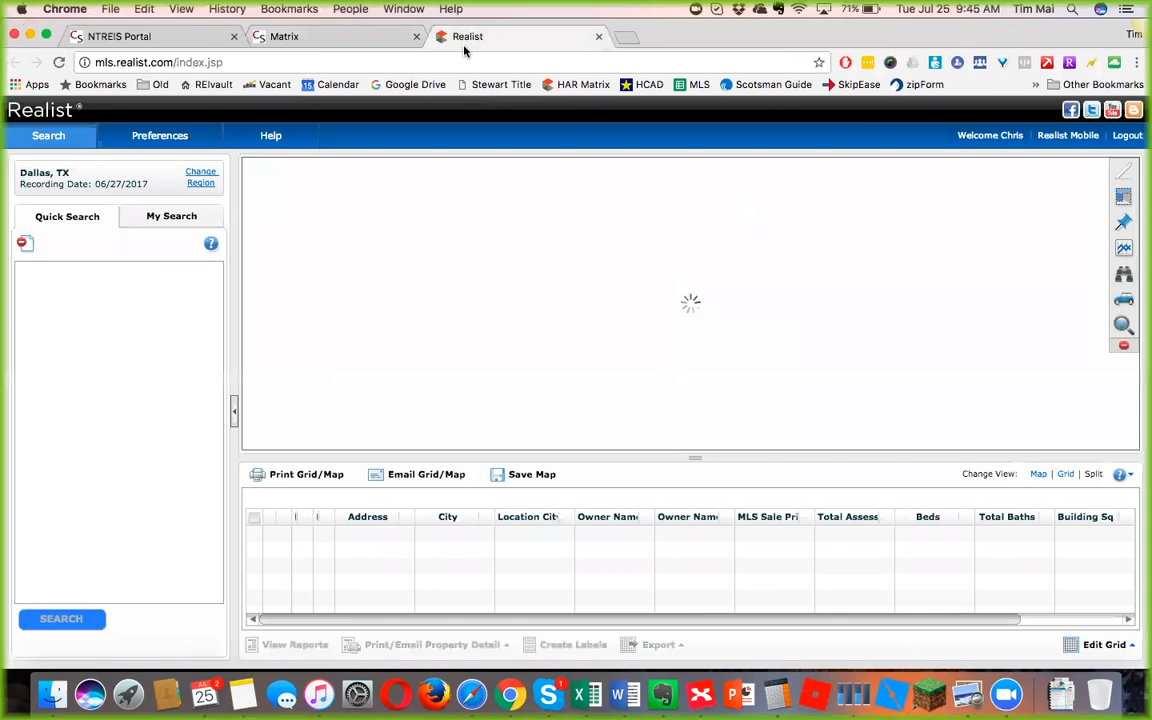 Chrome File Edit View History Bookmarks People Window Help 71% Tue Jul 25 9:45 AM Tim Mai
NTREIS Portal Matrix Realist Tim
mls.realist.com/index.jsp
Apps Bookmarks Old REIvault Vacant Calendar Google Drive Stewart Title HAR Matrix HCAD MLS Scotsman Guide SkipEase zipForm » Other Bookmarks
Realist ®
Search Preferences Help Welcome Chris Realist Mobile Logout
Dallas, TX Change
Recording Date: 06/27/2017 Region
Quick Search My Search
Print Grid/Map Email Grid/Map Save Map Change View: Map | Grid | Split
Address City Location City Owner Name Owner Name MLS Sale Pri Total Assess Beds Total Baths Building Sq
SEARCH
View Reports Print/Email Property Detail Create Labels Export Edit Grid